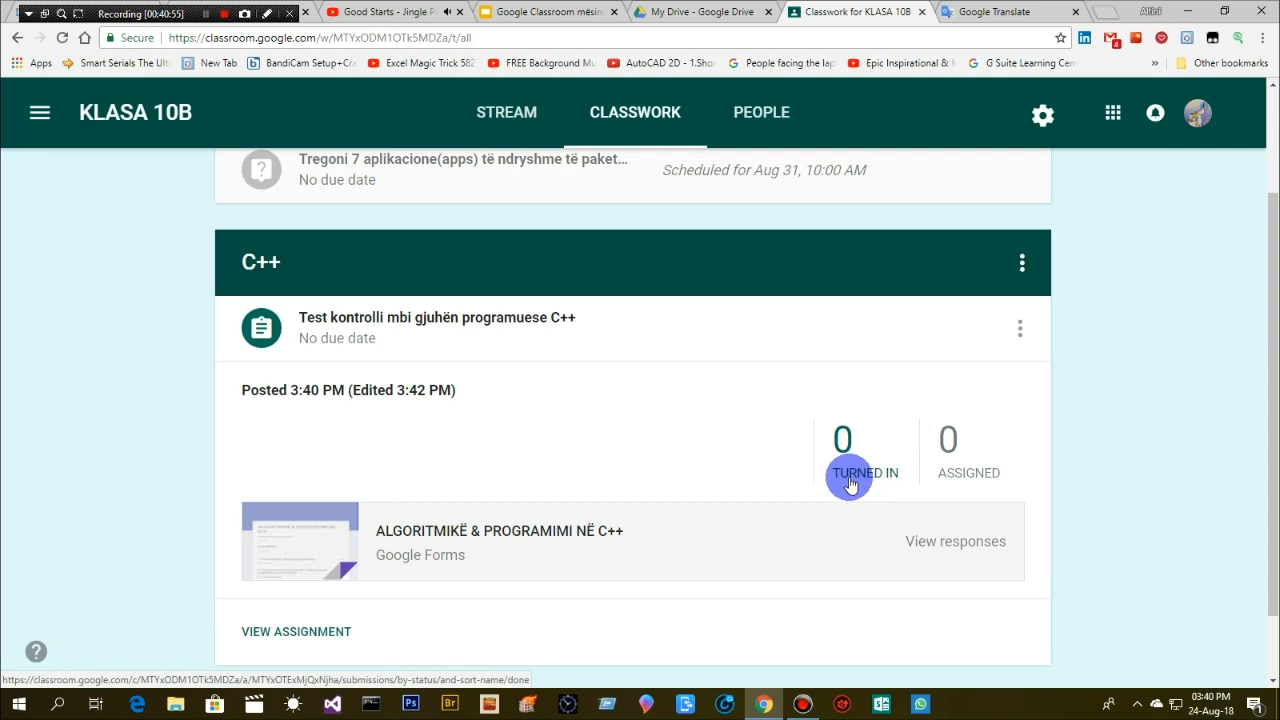 Recording [00:40:55]
Good Starts - Jingle P
Google Classroom mësim
My Drive - Goo
Classwork for KLASA 10B
Google Translate
Altini
Secure
https://classroom.google.com/w/MTYxODM1OTk5MDZa/t/all
4
Apps
Smart Serials The Ult
New Tab
BandiCam Setup+Cra
Excel Magic Trick 582
FREE Background Mu
AutoCAD 2D - 1.Shor
People facing the lap
Epic Inspirational &
G Suite Learning Cen
»
Other bookmarks
KLASA 10B
STREAM
CLASSWORK
PEOPLE
Tregoni 7 aplikacione(apps) të ndryshme të paket…
Scheduled for Aug 31, 10:00 AM
No due date
C++
Test kontrolli mbi gjuhën programuese C++
No due date
Posted 3:40 PM (Edited 3:42 PM)
0
0
TURNED IN
ASSIGNED
ALGORITMIKË & PROGRAMIMI NË C++
Google Forms
View responses
VIEW ASSIGNMENT
https://classroom.google.com/c/MTYxODM1OTk5MDZa/a/MTYxOTExMjQxNjha/submissions/by-status/and-sort-name/done
03:40 PM
24-Aug-18